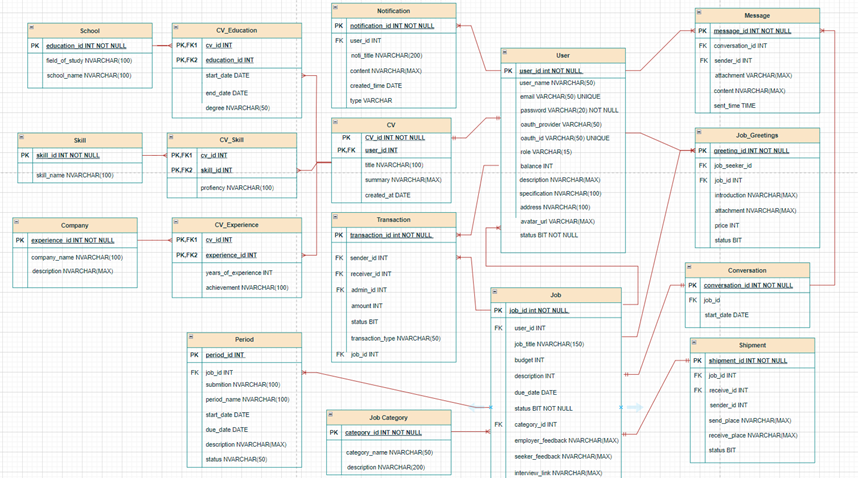 School
PK education_id INT NOT NULL
field_of_study NVARCHAR(100)
school_name NVARCHAR(100)
CV_Education
PK,FK1 cv_id INT
PK,FK2 education_id INT
start_date DATE
end_date DATE
degree NVARCHAR(50)
Notification
PK notification_id INT NOT NULL
FK user_id INT
noti_title NVARCHAR(200)
content NVARCHAR(MAX)
created_time DATE
type VARCHAR
User
PK user_id int NOT NULL
user_name NVARCHAR(50)
email VARCHAR(50) UNIQUE
password VARCHAR(20) NOT NULL
oauth_provider VARCHAR(50)
oauth_id VARCHAR(50) UNIQUE
role VARCHAR(15)
balance INT
description NVARCHAR(MAX)
specification NVARCHAR(100)
address NVARCHAR(100)
avatar_url VARCHAR(MAX)
status BIT NOT NULL
Message
PK message_id INT NOT NULL
FK conversation_id INT
FK sender_id INT
attachment VARCHAR(MAX)
content NVARCHAR(MAX)
sent_time TIME
Skill
PK skill_id INT NOT NULL
skill_name NVARCHAR(100)
CV_Skill
PK,FK1 cv_id INT
PK,FK2 skill_id INT
profiency NVARCHAR(100)
CV
PK CV_id INT NOT NULL
PK,FK user_id INT
title NVARCHAR(100)
summary NVARCHAR(MAX)
created_at DATE
Job_Greetings
PK greeting_id INT NOT NULL
FK job_seeker_id
FK job_id INT
introduction NVARCHAR(MAX)
attachment NVARCHAR(MAX)
price INT
status BIT
Company
PK experience_id INT NOT NULL
company_name NVARCHAR(100)
description NVARCHAR(MAX)
CV_Experience
PK,FK1 cv_id INT
PK,FK2 experience_id INT
years_of_experience INT
achievement NVARCHAR(100)
Transaction
PK transaction_id int NOT NULL
FK sender_id INT
FK receiver_id INT
FK admin_id INT
amount INT
status BIT
transaction_type NVARCHAR(50)
FK job_id INT
Conversation
PK conversation_id INT NOT NULL
FK job_id
start_date DATE
Job
PK job_id int NOT NULL
FK user_id INT
job_title NVARCHAR(150)
budget INT
description INT
due_date DATE
status BIT NOT NULL
FK category_id INT
employer_feedback NVARCHAR(MAX)
seeker_feedback NVARCHAR(MAX)
interview_link NVARCHAR(MAX)
Period
PK period_id INT
FK job_id INT
submition NVARCHAR(100)
period_name NVARCHAR(100)
start_date DATE
due_date DATE
description NVARCHAR(MAX)
status NVARCHAR(50)
Job Category
PK category_id INT NOT NULL
category_name NVARCHAR(50)
description NVARCHAR(200)
Shipment
PK shipment_id INT NOT NULL
FK job_id INT
FK receive_id INT
sender_id INT
send_place NVARCHAR(MAX)
receive_place NVARCHAR(MAX)
status BIT